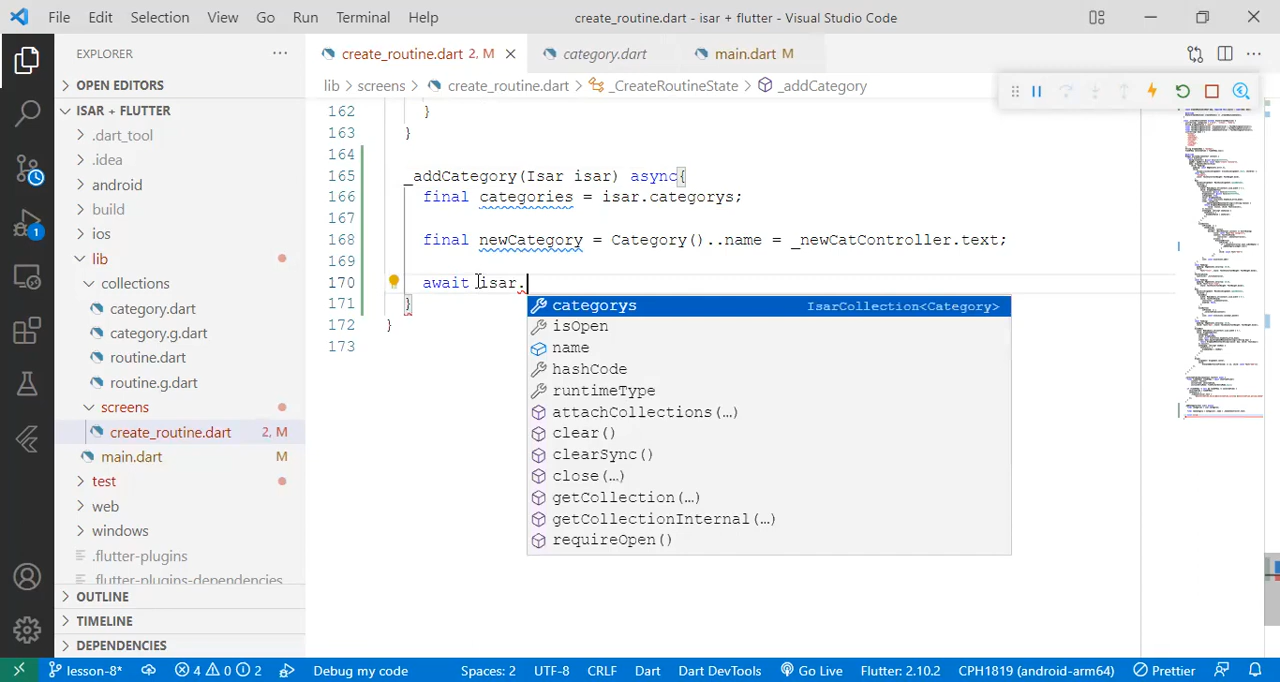 File Edit Selection View Go Run Terminal Help create_routine.dart - isar + flutter - Visual Studio Code
EXPLORER
create_routine.dart 2, M category.dart main.dart M
OPEN EDITORS
lib > screens > create_routine.dart > _CreateRoutineState > _addCategory
ISAR + FLUTTER
.dart_tool
.idea
android
build
ios
lib
collections
category.dart
category.g.dart
routine.dart
routine.g.dart
screens
create_routine.dart 2, M
main.dart M
test
web
windows
.flutter-plugins
.flutter-plugins-dependencies
OUTLINE
TIMELINE
DEPENDENCIES
1
162 }
163 }
164
165 _addCategory(Isar isar) async{
166 final categories = isar.categorys;
167
168 final newCategory = Category()..name = _newCatController.text;
169
170 await isar.
171 }
172 }
173
categorys IsarCollection<Category>
isOpen
name
hashCode
runtimeType
attachCollections(…)
clear()
clearSync()
close(…)
getCollection(…)
getCollectionInternal(…)
requireOpen()
lesson-8* 4 0 2 Debug my code Spaces: 2 UTF-8 CRLF Dart Dart DevTools Go Live Flutter: 2.10.2 CPH1819 (android-arm64) Prettier